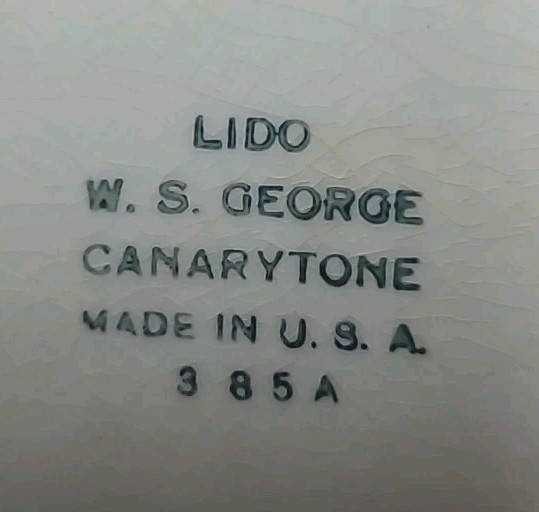 LIDO
W. S. GEORGE
CANARYTONE
MADE IN U. S. A.
3 8 5 A